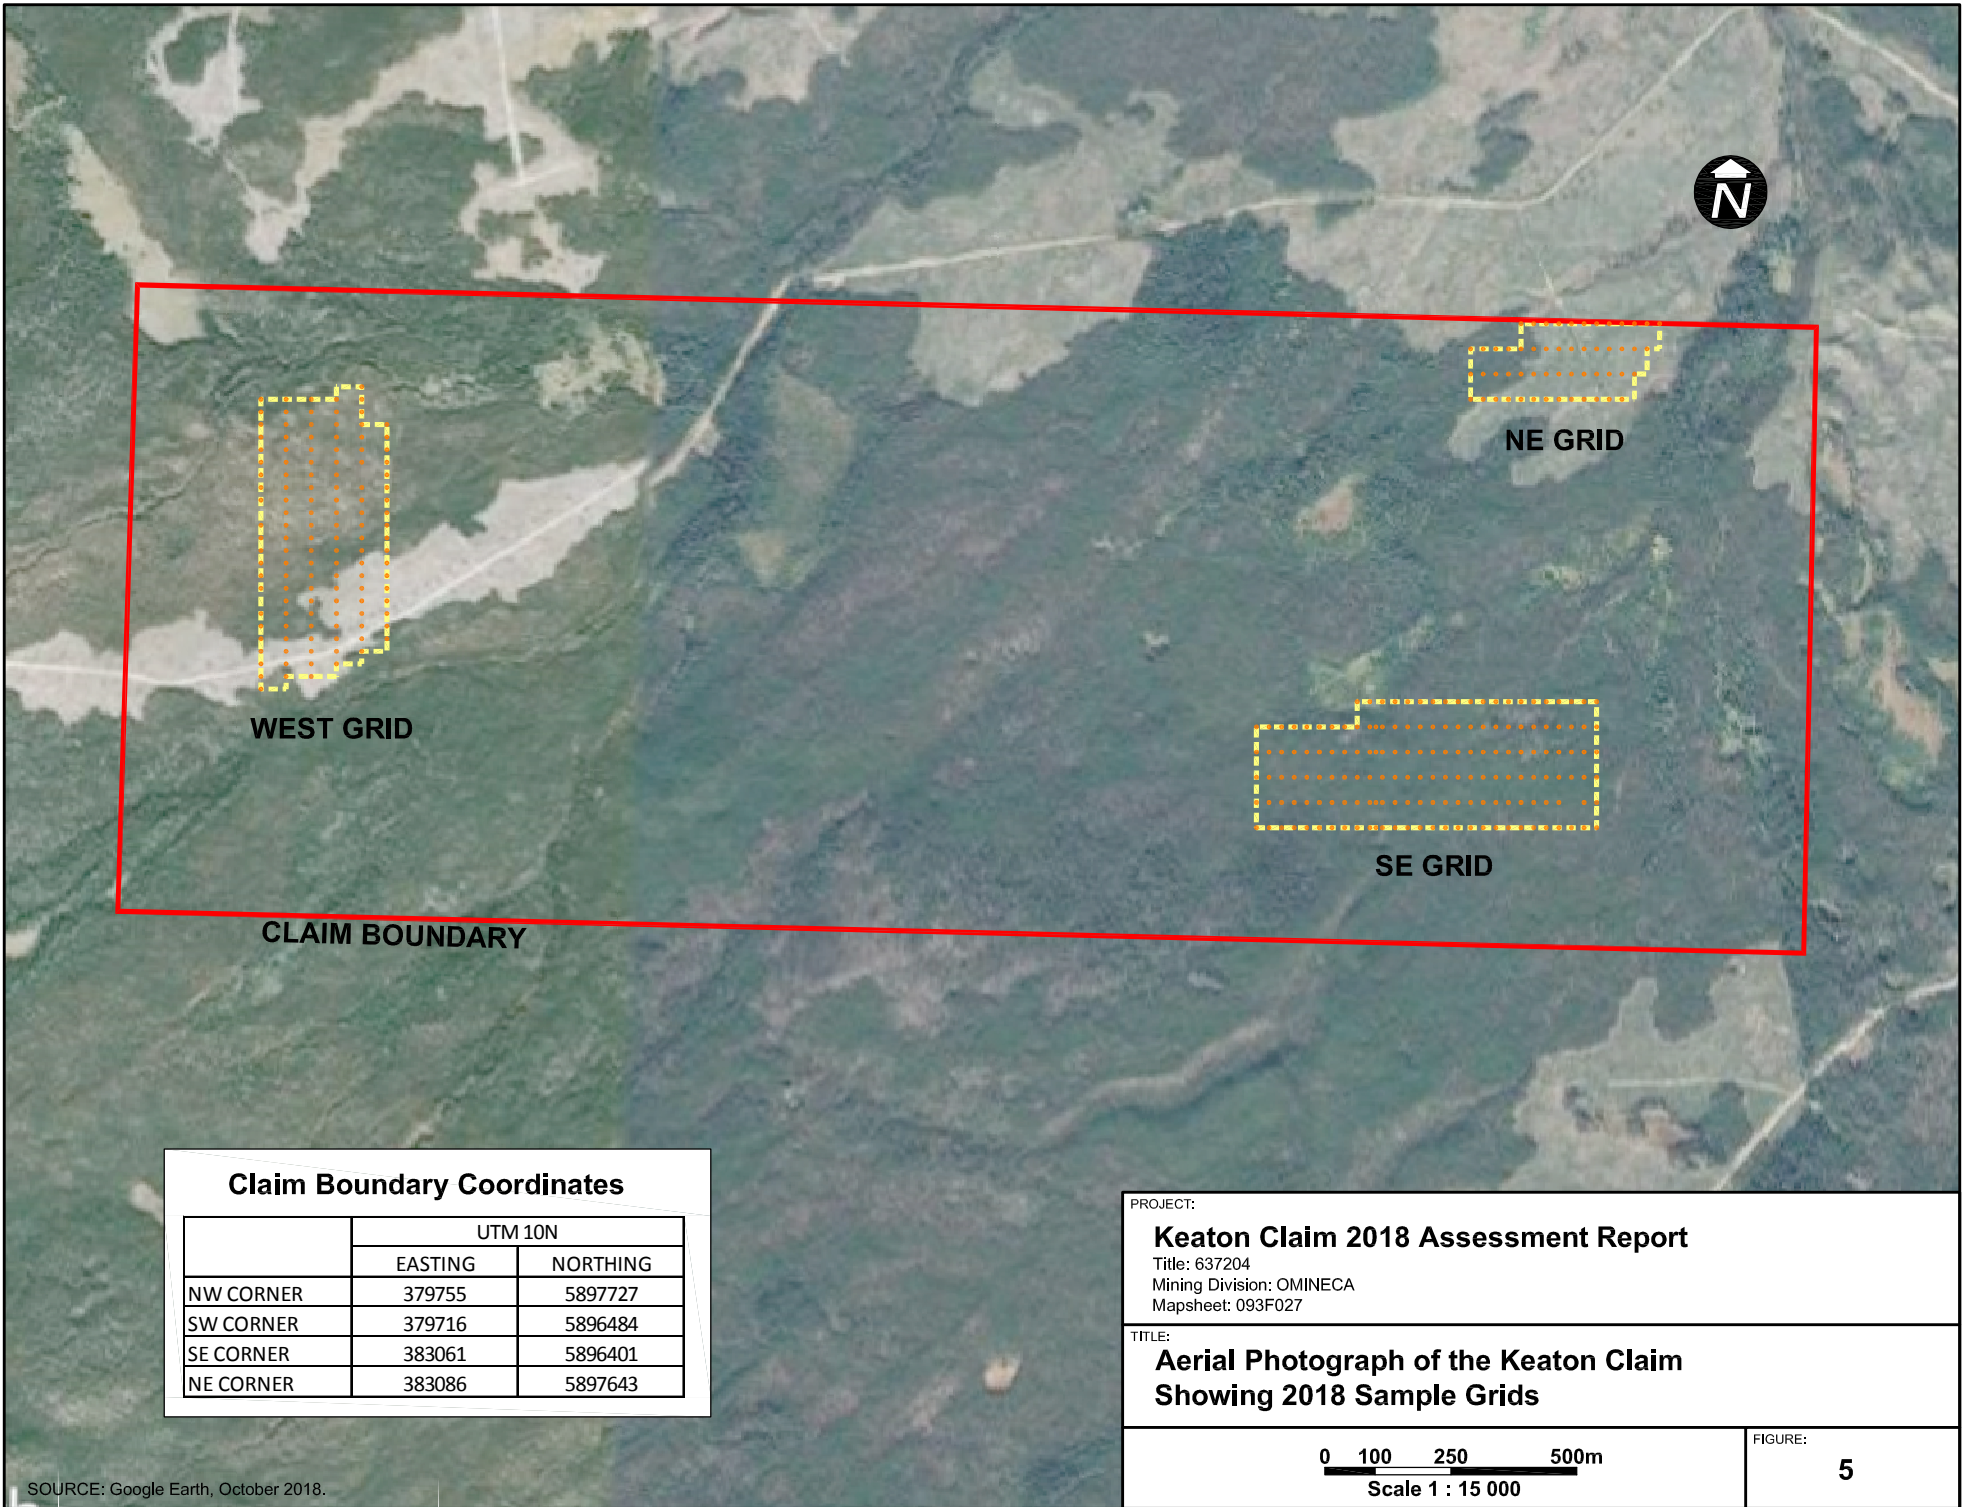 N
NE GRID
WEST GRID
SE GRID
CLAIM BOUNDARY
Claim Boundary Coordinates
UTM 10N
EASTING NORTHING
NW CORNER 379755 5897727
SW CORNER 379716 5896484
SE CORNER 383061 5896401
NE CORNER 383086 5897643
SOURCE: Google Earth, October 2018.
PROJECT:
Keaton Claim 2018 Assessment Report
Title: 637204
Mining Division: OMINECA
Mapsheet: 093F027
TITLE:
Aerial Photograph of the Keaton Claim
Showing 2018 Sample Grids
0 100 250 500m
Scale 1 : 15 000
FIGURE:
5